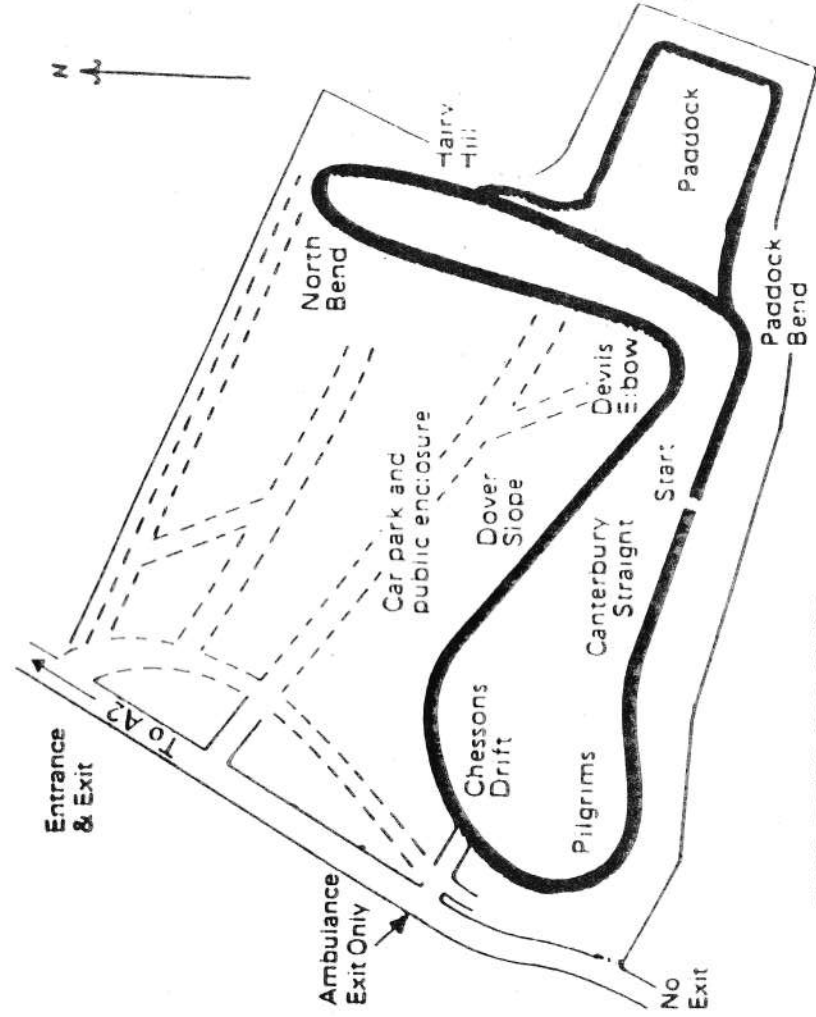 N
Entrance
& Exit
To A2
Ambulance
Exit Only
No
Exit
Car park and
public enclosure
North
Bend
Hairy
Hill
Dover
Slope
Devils
Elbow
Chessons
Drift
Pilgrims
Canterbury
Straight
Start
Paddock
Paddock
Bend